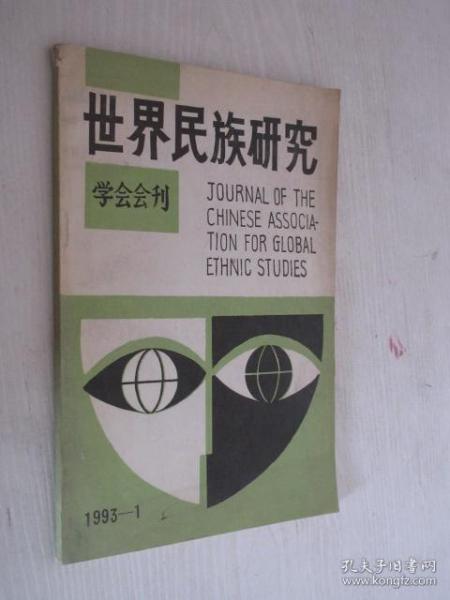 世界民族研究
学会会刊
JOURNAL OF THE
CHINESE ASSOCIA-
TION FOR GLOBAL
ETHNIC STUDIES
1993—1
孔夫子旧书网
www.kongfz.com